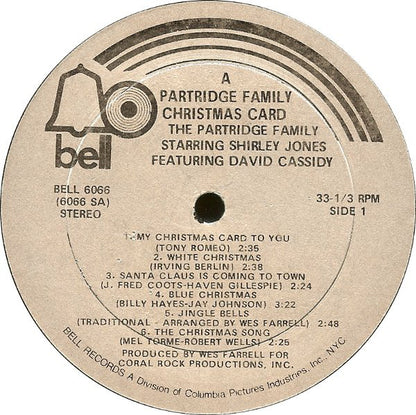 A
PARTRIDGE FAMILY
CHRISTMAS CARD
THE PARTRIDGE FAMILY
STARRING SHIRLEY JONES
FEATURING DAVID CASSIDY
bell
BELL 6066
(6066 SA)
STEREO
33-1/3 RPM
SIDE 1
1. MY CHRISTMAS CARD TO YOU
(TONY ROMEO) 2:35
2. WHITE CHRISTMAS
(IRVING BERLIN) 2:38
3. SANTA CLAUS IS COMING TO TOWN
(J. FRED COOTS-HAVEN GILLESPIE) 2:24
4. BLUE CHRISTMAS
(BILLY HAYES-JAY JOHNSON) 3:22
5. JINGLE BELLS
(TRADITIONAL - ARRANGED BY WES FARRELL) 2:48
6. THE CHRISTMAS SONG
(MEL TORME-ROBERT WELLS) 2:25
PRODUCED BY WES FARRELL FOR
CORAL ROCK PRODUCTIONS, INC.
BELL RECORDS A Division of Columbia Pictures Industries, Inc., NYC